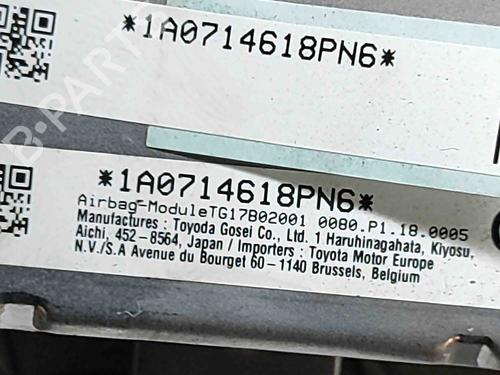 *1A0714618PN6*
*1A0714618PN6*
Airbag-ModuleTG17B02001 0080.P1.18.0005
Manufactures : Toyoda Gosei Co., Ltd. 1 Haruhinagahata, Kiyosu,
Aichi, 452-8564, Japan / Importers : Toyota Motor Europe
N.V./S.A Avenue du Bourget 60-1140 Brussels, Belgium